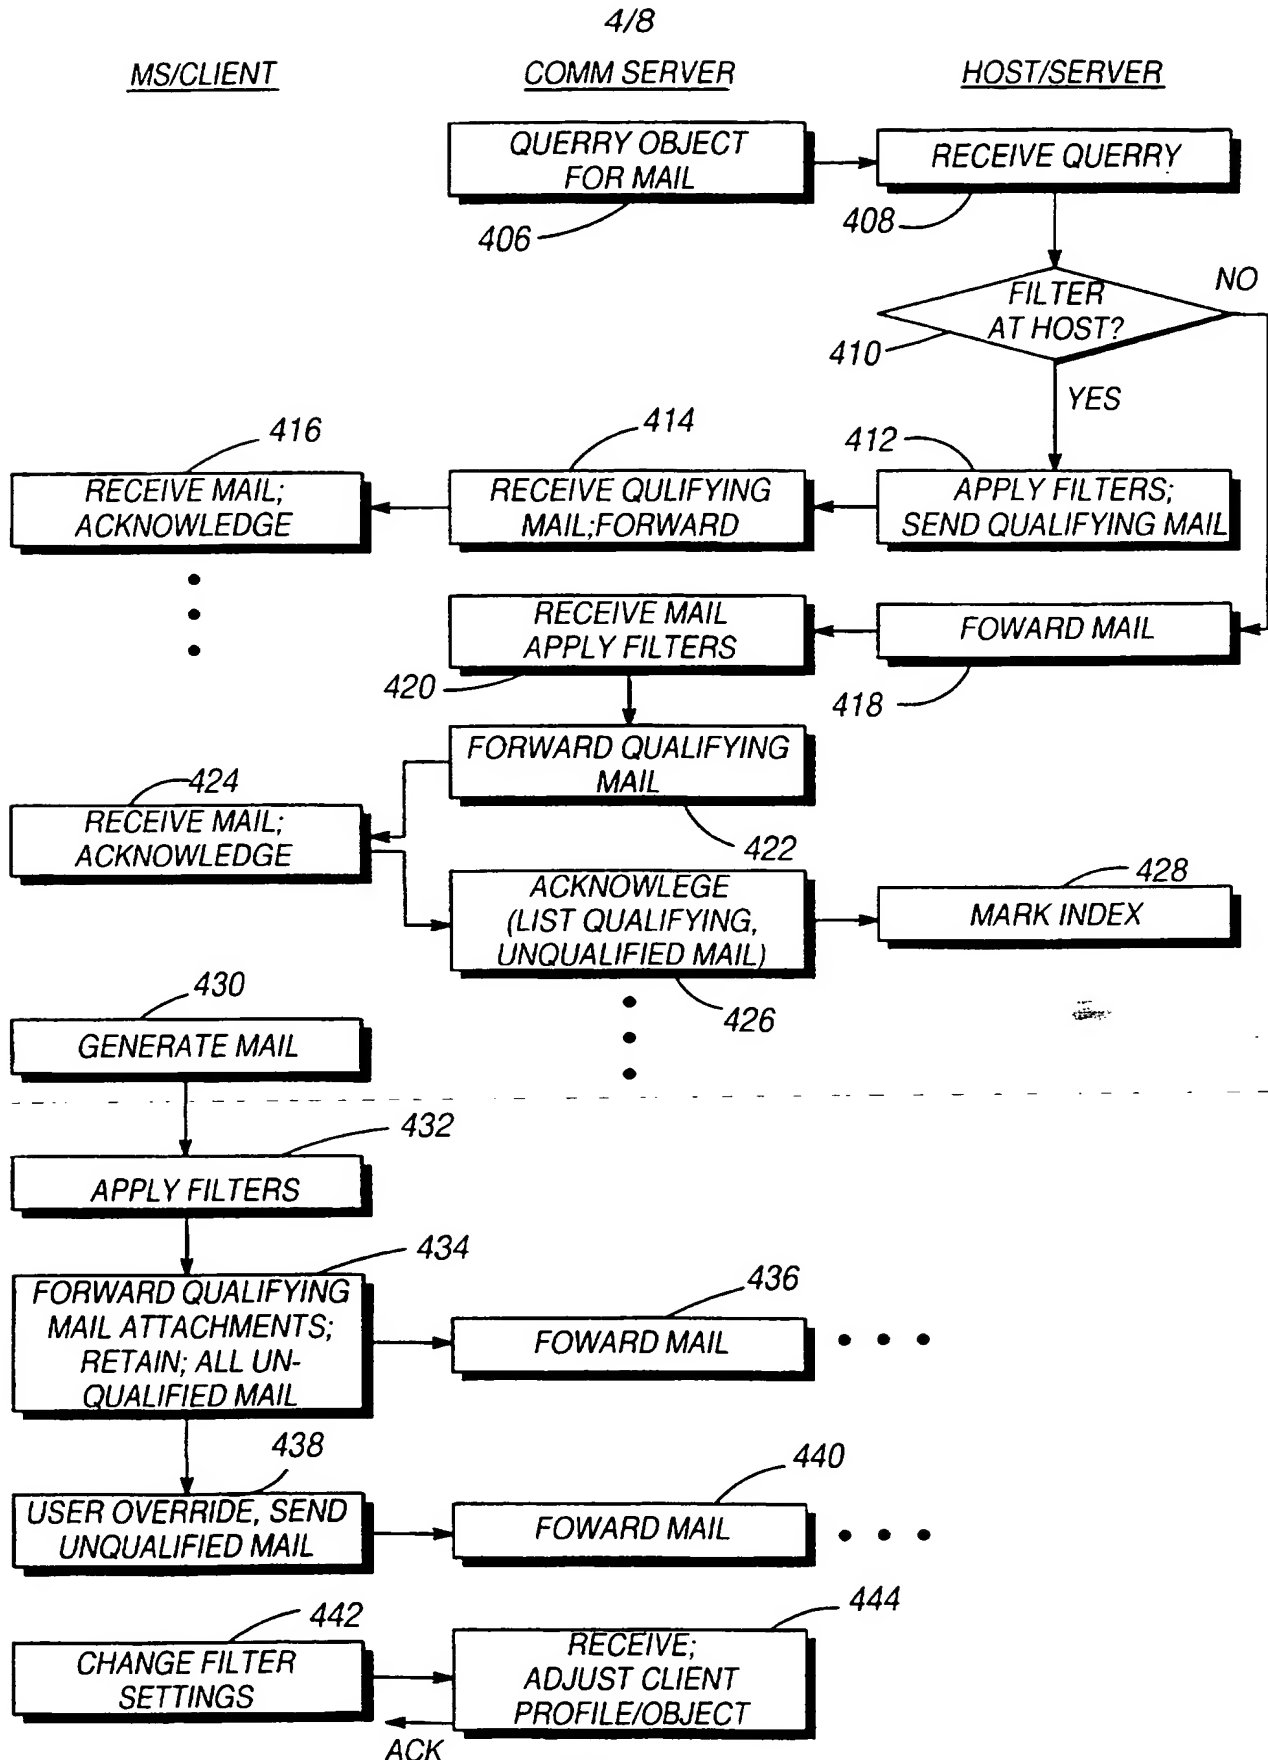 4/8
MS/CLIENT
COMM SERVER
HOST/SERVER
QUERRY OBJECT
FOR MAIL
406
RECEIVE QUERRY
408
FILTER
AT HOST?
410
NO
YES
416
RECEIVE MAIL;
ACKNOWLEDGE
414
RECEIVE QULIFYING
MAIL;FORWARD
412
APPLY FILTERS;
SEND QUALIFYING MAIL
RECEIVE MAIL
APPLY FILTERS
420
FOWARD MAIL
418
FORWARD QUALIFYING
MAIL
422
424
RECEIVE MAIL;
ACKNOWLEDGE
ACKNOWLEGE
(LIST QUALIFYING,
UNQUALIFIED MAIL)
426
428
MARK INDEX
430
GENERATE MAIL
432
APPLY FILTERS
434
FORWARD QUALIFYING
MAIL ATTACHMENTS;
RETAIN; ALL UN-
QUALIFIED MAIL
436
FOWARD MAIL
438
USER OVERRIDE, SEND
UNQUALIFIED MAIL
440
FOWARD MAIL
442
CHANGE FILTER
SETTINGS
444
RECEIVE;
ADJUST CLIENT
PROFILE/OBJECT
ACK